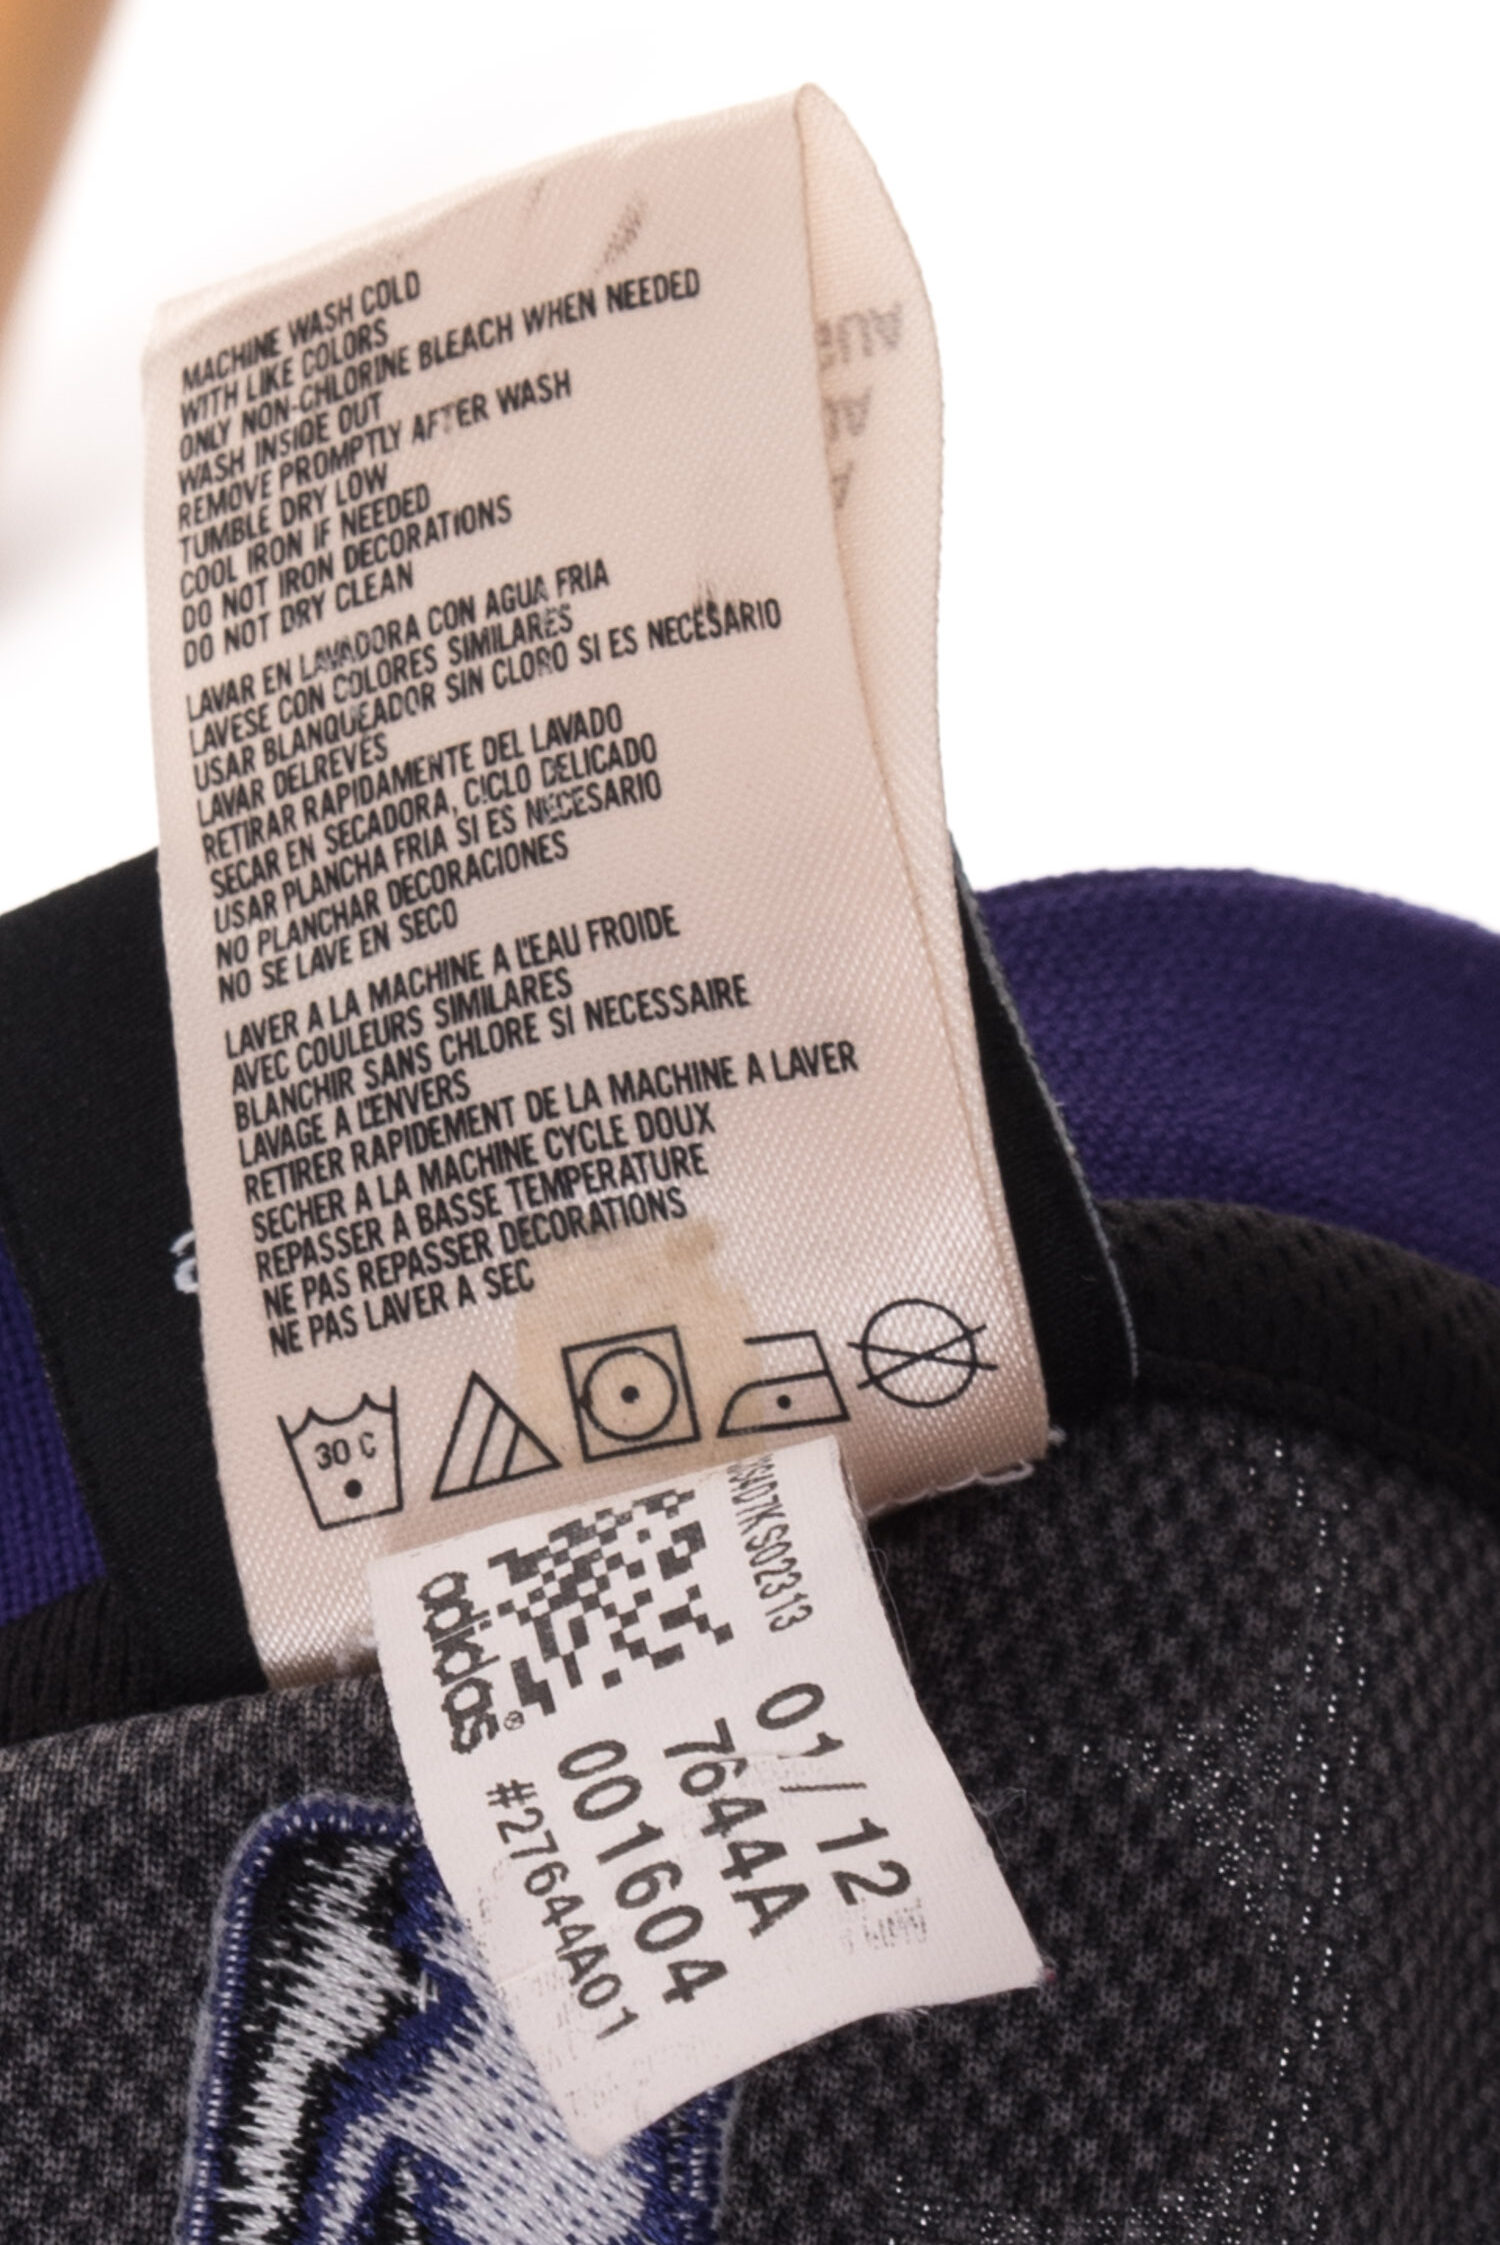 MACHINE WASH COLD
WITH LIKE COLORS
ONLY NON-CHLORINE BLEACH WHEN NEEDED
WASH INSIDE OUT
REMOVE PROMPTLY AFTER WASH
TUMBLE DRY LOW
COOL IRON IF NEEDED
DO NOT IRON DECORATIONS
DO NOT DRY CLEAN
LAVAR EN LAVADORA CON AGUA FRIA
LAVESE CON COLORES SIMILARES
USAR BLANQUEADOR SIN CLORO SI ES NECESARIO
LAVAR DELREVÉS
RETIRAR RAPIDAMENTE DEL LAVADO
SECAR EN SECADORA, CICLO DELICADO
USAR PLANCHA FRIA SI ES NECESARIO
NO PLANCHAR DECORACIONES
NO SE LAVE EN SECO
LAVER A LA MACHINE A L'EAU FROIDE
AVEC COULEURS SIMILARES
BLANCHIR SANS CHLORE SI NECESSAIRE
LAVAGE A L'ENVERS
RETIRER RAPIDEMENT DE LA MACHINE A LAVER
SECHER A LA MACHINE CYCLE DOUX
REPASSER A BASSE TEMPERATURE
NE PAS REPASSER DECORATIONS
NE PAS LAVER A SEC
30 C
01/12
7644A
001604
adidas®
#27644A01